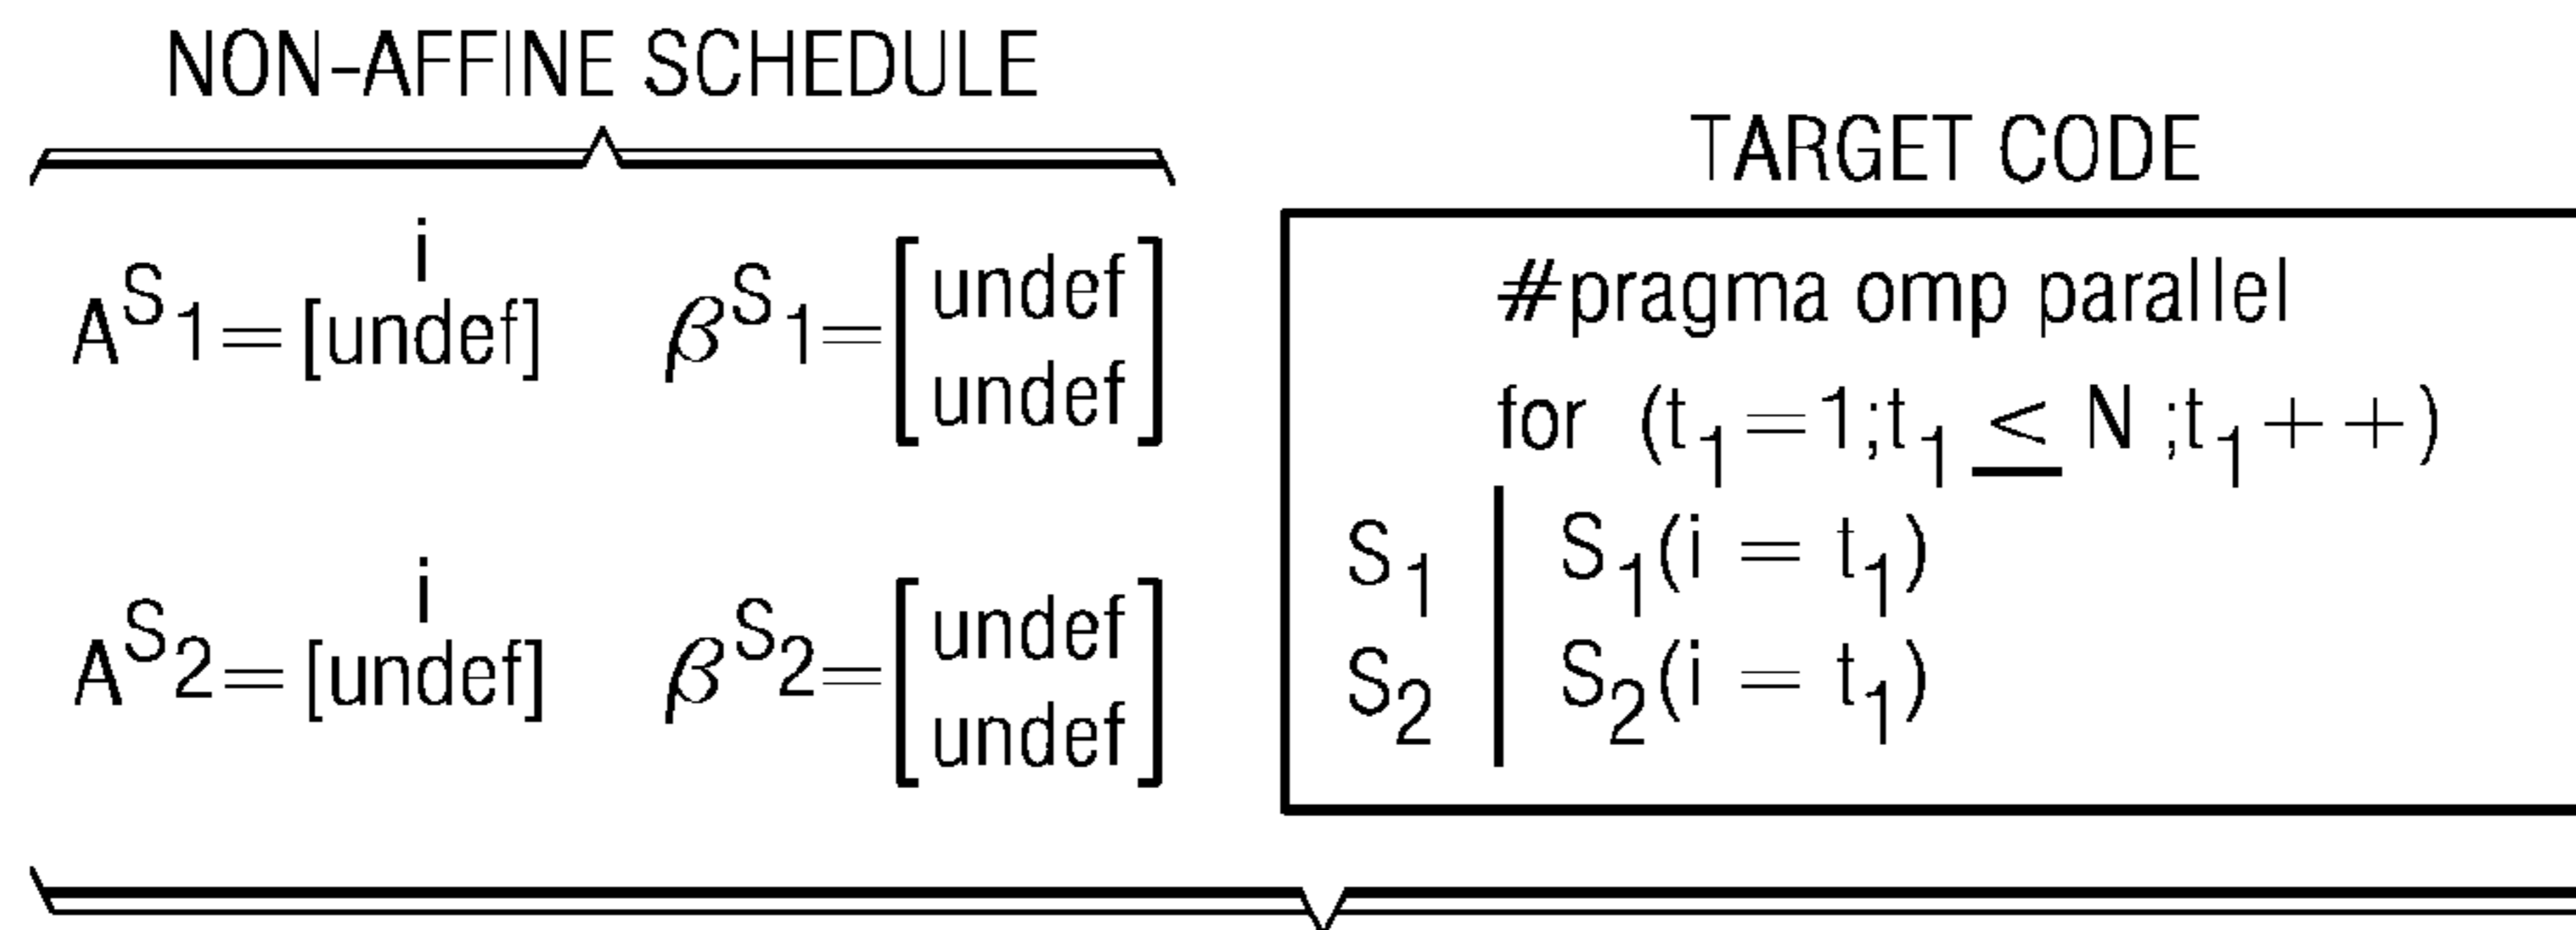 NON-AFFINE SCHEDULE
i
A^S1 = [undef] β^S1 = [undef undef]
i
A^S2 = [undef] β^S2 = [undef undef]
TARGET CODE
#pragma omp parallel
for (t1=1;t1 ≤ N ;t1++)
S1 | S1(i = t1)
S2 | S2(i = t1)